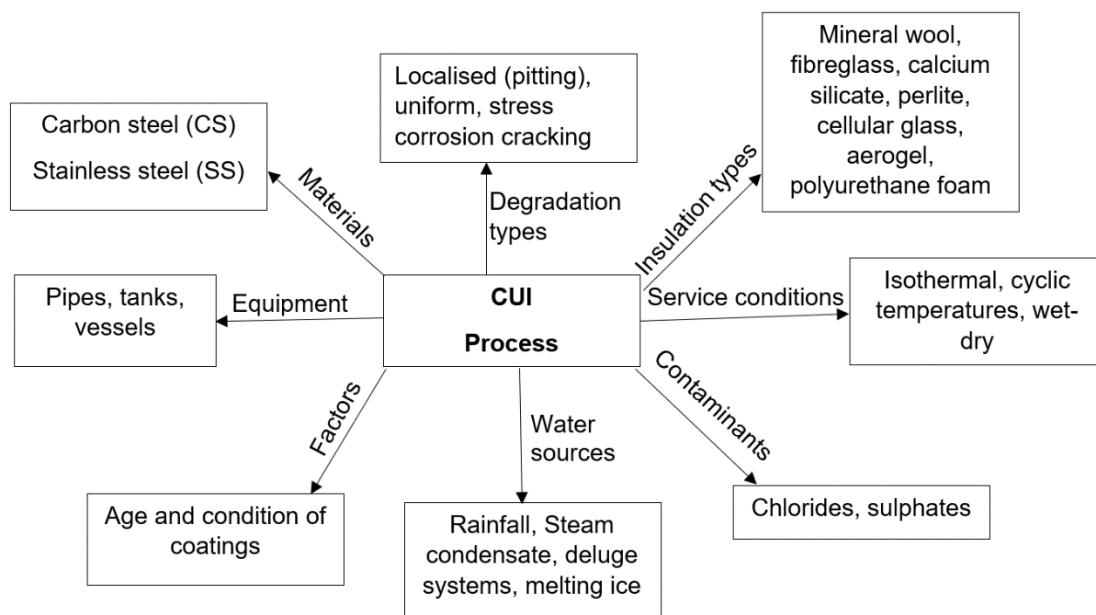 Carbon steel (CS)
Stainless steel (SS)
Localised (pitting),
uniform, stress
corrosion cracking
Mineral wool,
fibreglass, calcium
silicate, perlite,
cellular glass,
aerogel,
polyurethane foam
Materials
Degradation
types
Insulation types
Pipes, tanks,
vessels
Equipment
CUI
Process
Service conditions
Isothermal, cyclic
temperatures, wet-
dry
Factors
Water
sources
Contaminants
Age and condition of
coatings
Rainfall, Steam
condensate, deluge
systems, melting ice
Chlorides, sulphates